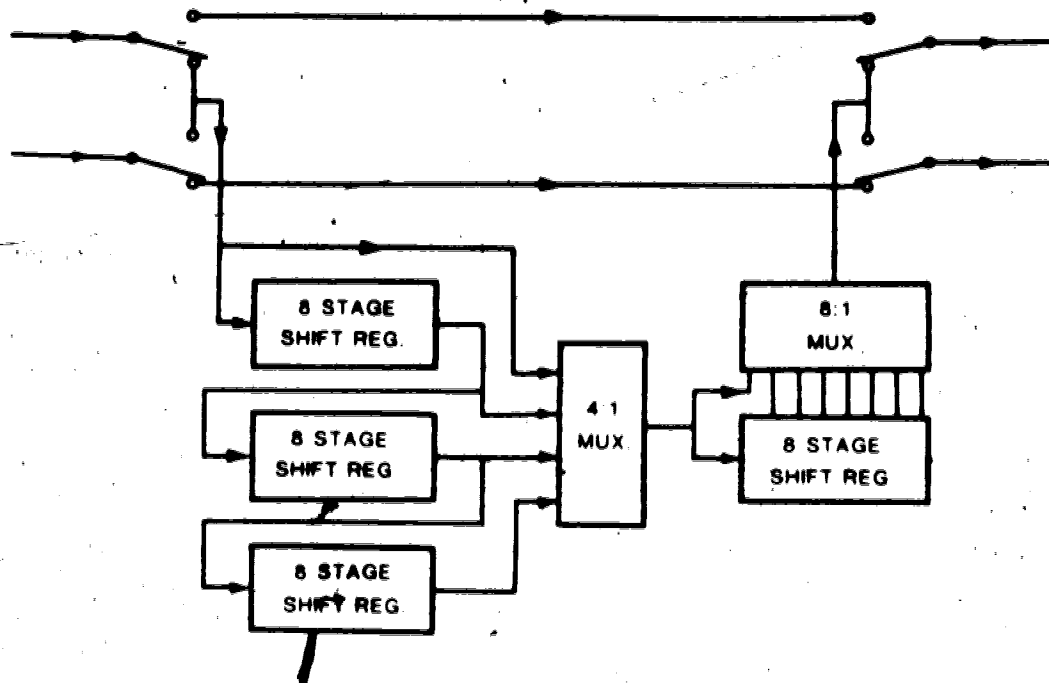 8 STAGE
SHIFT REG.
8:1
MUX
4:1
MUX
8 STAGE
SHIFT REG
8 STAGE
SHIFT REG
8 STAGE
SHIFT REG